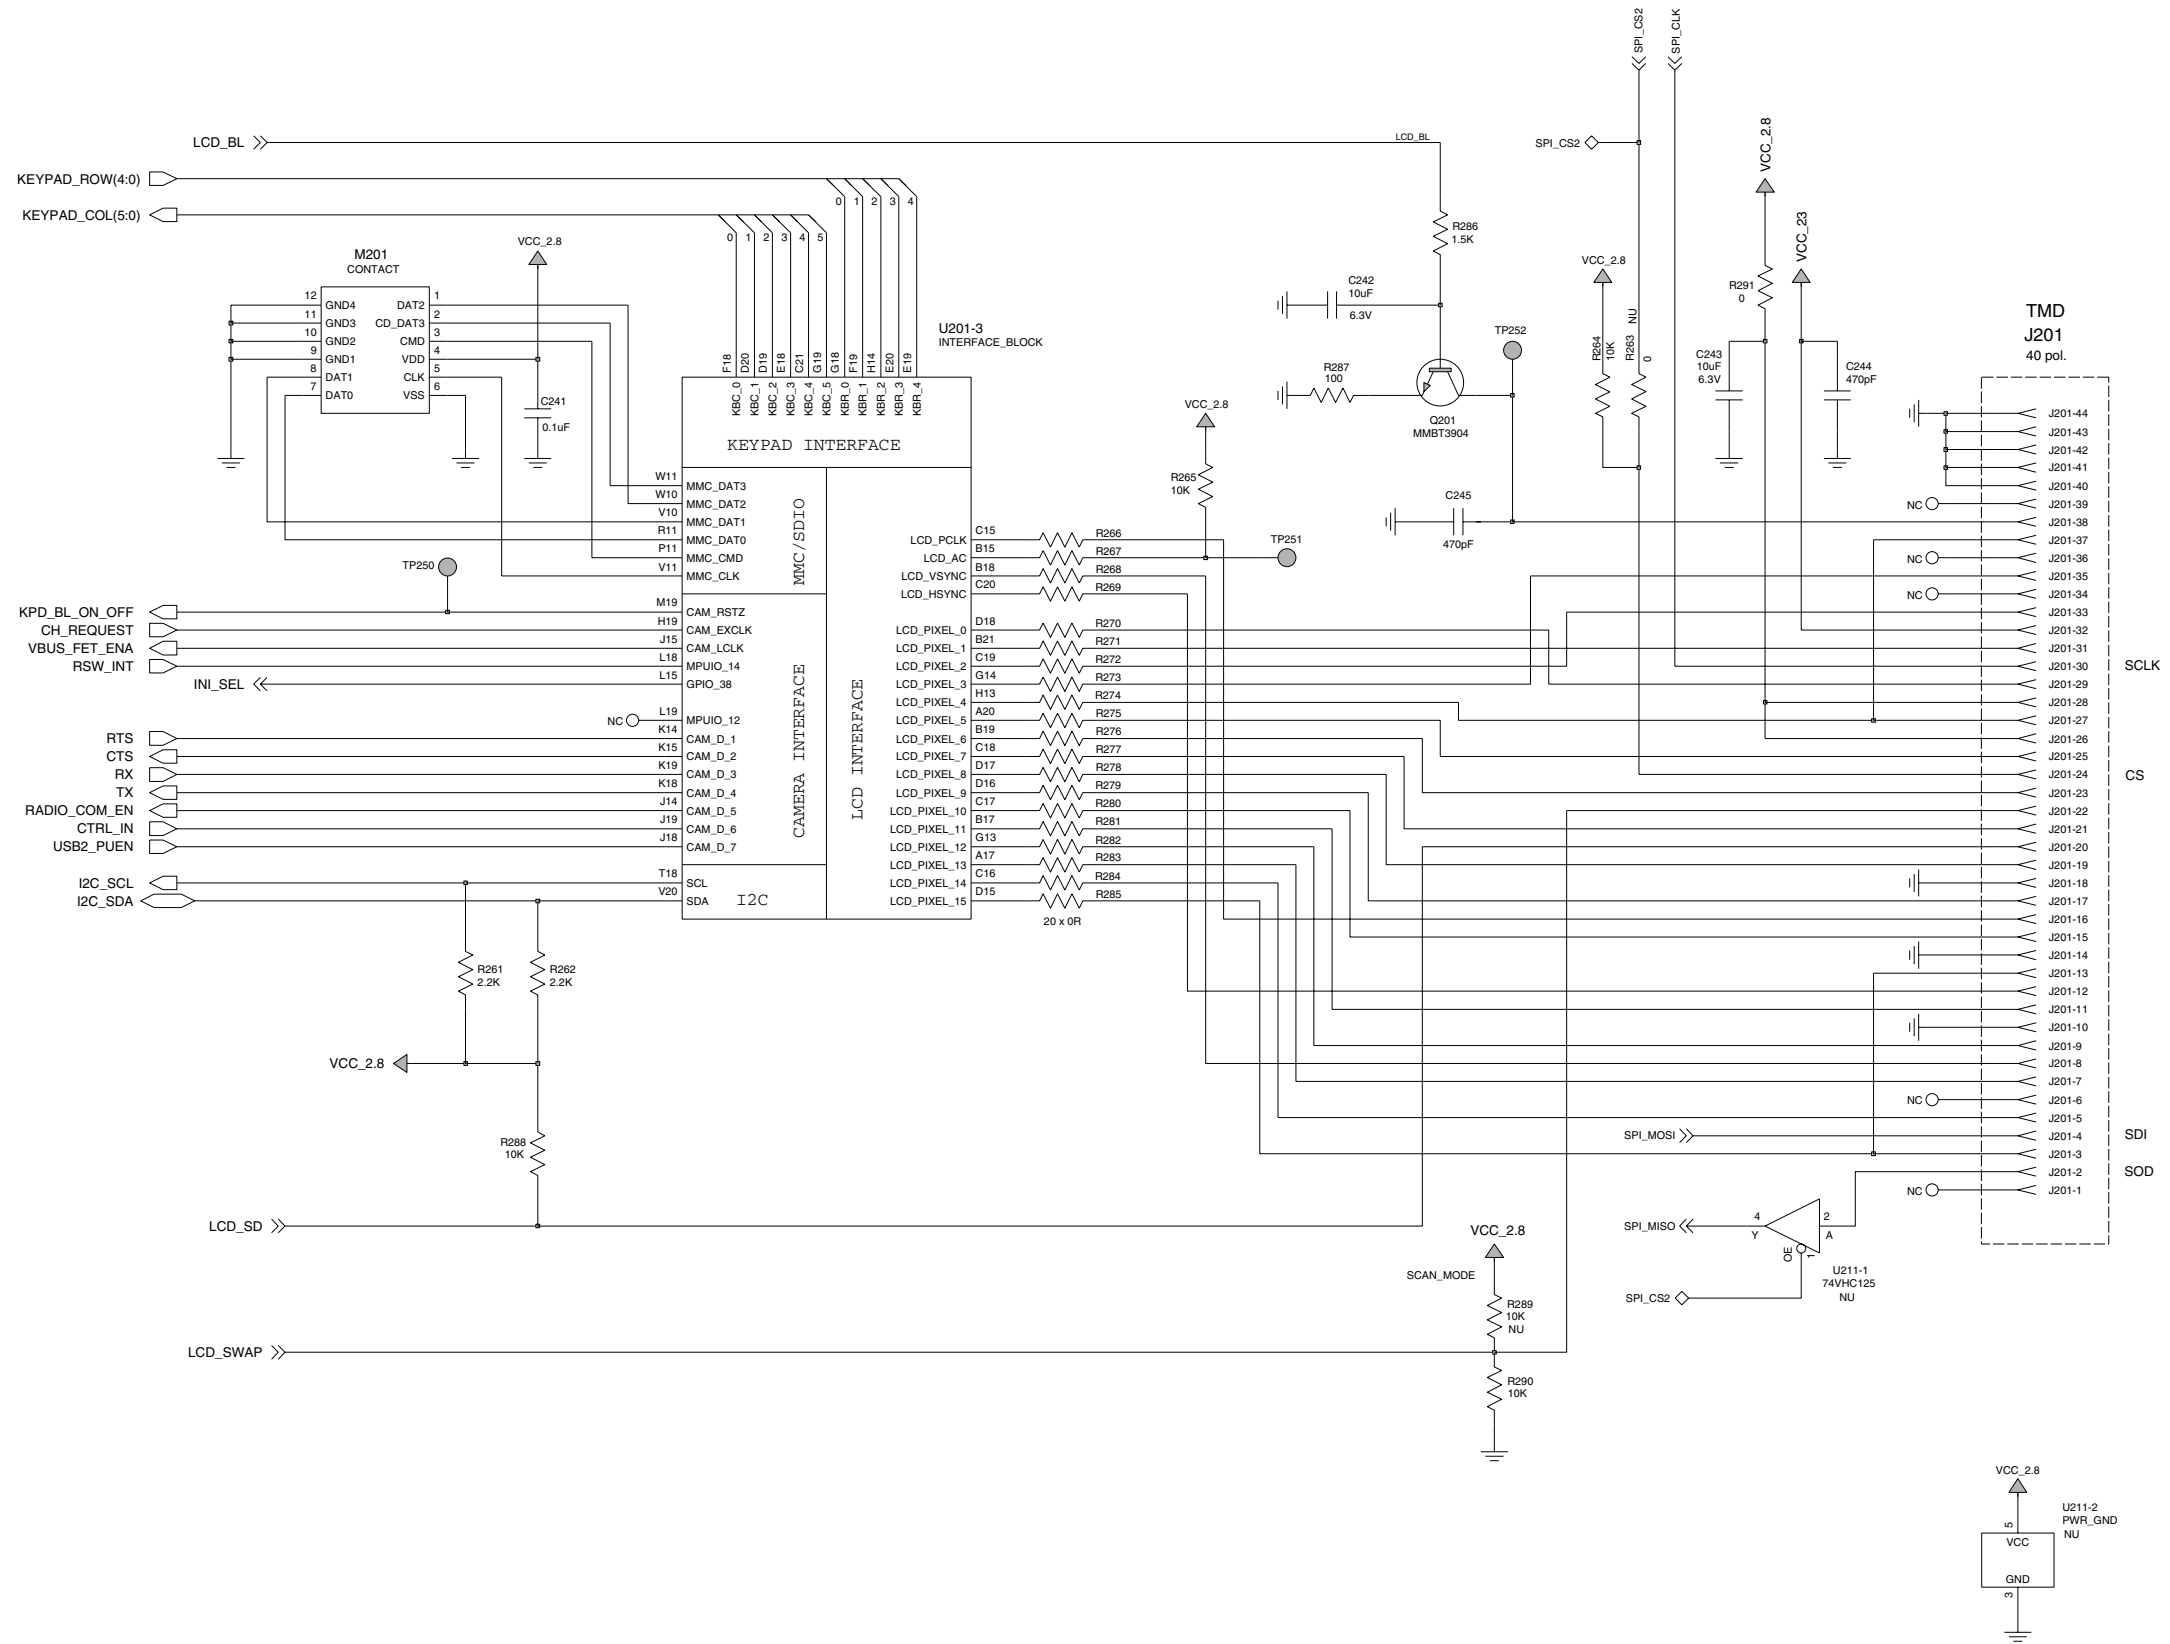 SPI_CS2
SPI_CLK
LCD_BL
LCD_BL
SPI_CS2
VCC_2.8
KEYPAD_ROW(4:0)
0 1 2 3 4
KEYPAD_COL(5:0)
0 1 2 3 4 5
R286
1.5K
VCC_23
M201
CONTACT
VCC_2.8
12 GND4 DAT2 1
11 GND3 CD_DAT3 2
10 GND2 CMD 3
9 GND1 VDD 4
8 DAT1 CLK 5
7 DAT0 VSS 6
C241
0.1uF
C242
10uF
6.3V
VCC_2.8
R291
0
U201-3
INTERFACE_BLOCK
TP252
R264
10K
R263
0
NU
C243
10uF
6.3V
C244
470pF
TMD
J201
40 pol.
R287
100
Q201
MMBT3904
F18 D20 D19 E18 C21 G19 G18 F19 H14 E20 E19
KBC_0 KBC_1 KBC_2 KBC_3 KBC_4 KBC_5 KBR_0 KBR_1 KBR_2 KBR_3 KBR_4
KEYPAD INTERFACE
VCC_2.8
R265
10K
C245
470pF
TP251
TP250
MMC/SDIO
W11 MMC_DAT3
W10 MMC_DAT2
V10 MMC_DAT1
R11 MMC_DAT0
P11 MMC_CMD
V11 MMC_CLK
KPD_BL_ON_OFF M19 CAM_RSTZ
CH_REQUEST H19 CAM_EXCLK
VBUS_FET_ENA J15 CAM_LCLK
RSW_INT L18 MPUIO_14
INI_SEL L15 GPIO_38
NC L19 MPUIO_12
RTS K14 CAM_D_1
CTS K15 CAM_D_2
RX K19 CAM_D_3
TX K18 CAM_D_4
RADIO_COM_EN J14 CAM_D_5
CTRL_IN J19 CAM_D_6
USB2_PUEN J18 CAM_D_7
CAMERA INTERFACE
I2C_SCL T18 SCL
I2C_SDA V20 SDA
I2C
LCD INTERFACE
LCD_PCLK C15 R266
LCD_AC B15 R267
LCD_VSYNC B18 R268
LCD_HSYNC C20 R269
LCD_PIXEL_0 D18 R270
LCD_PIXEL_1 B21 R271
LCD_PIXEL_2 C19 R272
LCD_PIXEL_3 G14 R273
LCD_PIXEL_4 H13 R274
LCD_PIXEL_5 A20 R275
LCD_PIXEL_6 B19 R276
LCD_PIXEL_7 C18 R277
LCD_PIXEL_8 D17 R278
LCD_PIXEL_9 D16 R279
LCD_PIXEL_10 C17 R280
LCD_PIXEL_11 B17 R281
LCD_PIXEL_12 G13 R282
LCD_PIXEL_13 A17 R283
LCD_PIXEL_14 C16 R284
LCD_PIXEL_15 D15 R285
20 x 0R
J201-44
J201-43
J201-42
J201-41
J201-40
NC J201-39
J201-38
J201-37
NC J201-36
J201-35
NC J201-34
J201-33
J201-32
J201-31
J201-30 SCLK
J201-29
J201-28
J201-27
J201-26
J201-25
J201-24 CS
J201-23
J201-22
J201-21
J201-20
J201-19
J201-18
J201-17
J201-16
J201-15
J201-14
J201-13
J201-12
J201-11
J201-10
J201-9
J201-8
J201-7
NC J201-6
J201-5
SPI_MOSI J201-4 SDI
J201-3
J201-2 SOD
NC J201-1
R261
2.2K
R262
2.2K
VCC_2.8
R288
10K
LCD_SD
SPI_MISO 4 Y 2 A
OE 1
U211-1
74VHC125
NU
SPI_CS2
VCC_2.8
SCAN_MODE
R289
10K
NU
LCD_SWAP
R290
10K
VCC_2.8
5
VCC
GND
3
U211-2
PWR_GND
NU